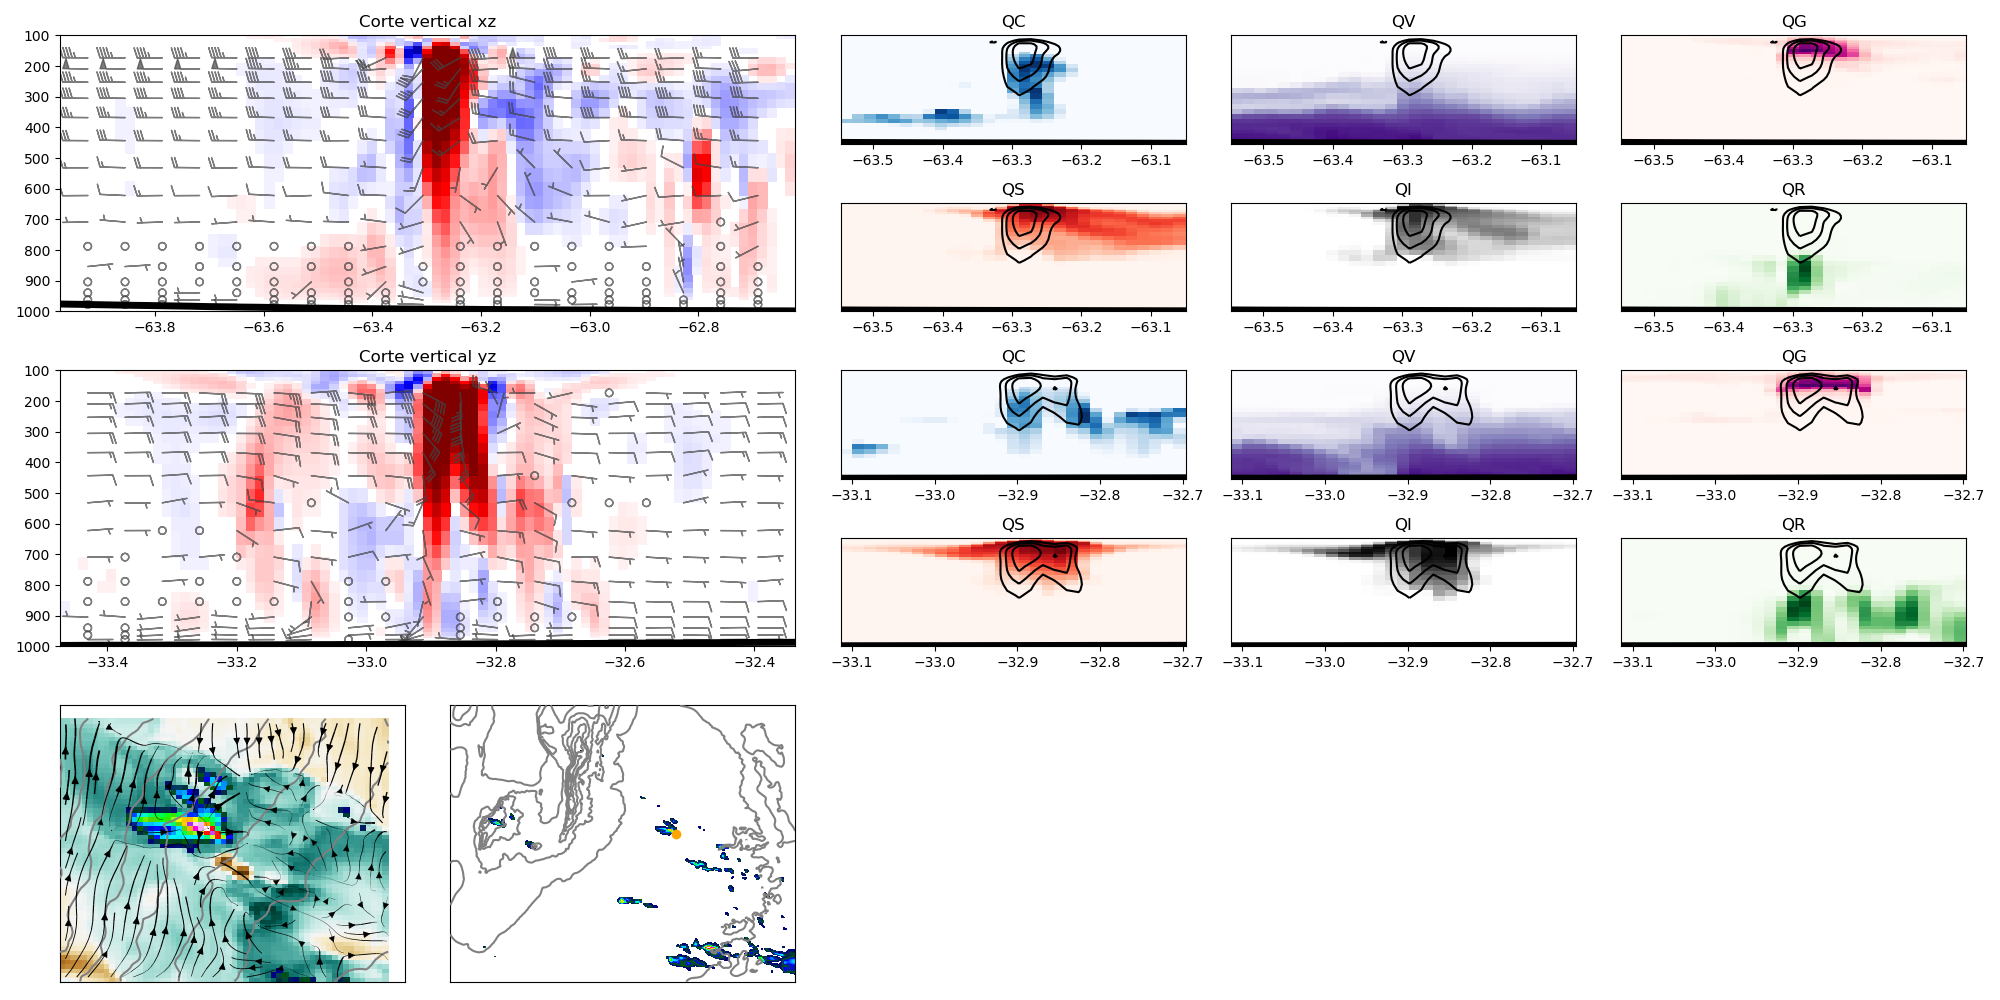 Corte vertical xz
100
200
300
400
500
600
700
800
900
1000
−63.8 −63.6 −63.4 −63.2 −63.0 −62.8
QC
−63.5 −63.4 −63.3 −63.2 −63.1
QV
−63.5 −63.4 −63.3 −63.2 −63.1
QG
−63.5 −63.4 −63.3 −63.2 −63.1
QS
−63.5 −63.4 −63.3 −63.2 −63.1
QI
−63.5 −63.4 −63.3 −63.2 −63.1
QR
−63.5 −63.4 −63.3 −63.2 −63.1
Corte vertical yz
100
200
300
400
500
600
700
800
900
1000
−33.4 −33.2 −33.0 −32.8 −32.6 −32.4
QC
−33.1 −33.0 −32.9 −32.8 −32.7
QV
−33.1 −33.0 −32.9 −32.8 −32.7
QG
−33.1 −33.0 −32.9 −32.8 −32.7
QS
−33.1 −33.0 −32.9 −32.8 −32.7
QI
−33.1 −33.0 −32.9 −32.8 −32.7
QR
−33.1 −33.0 −32.9 −32.8 −32.7